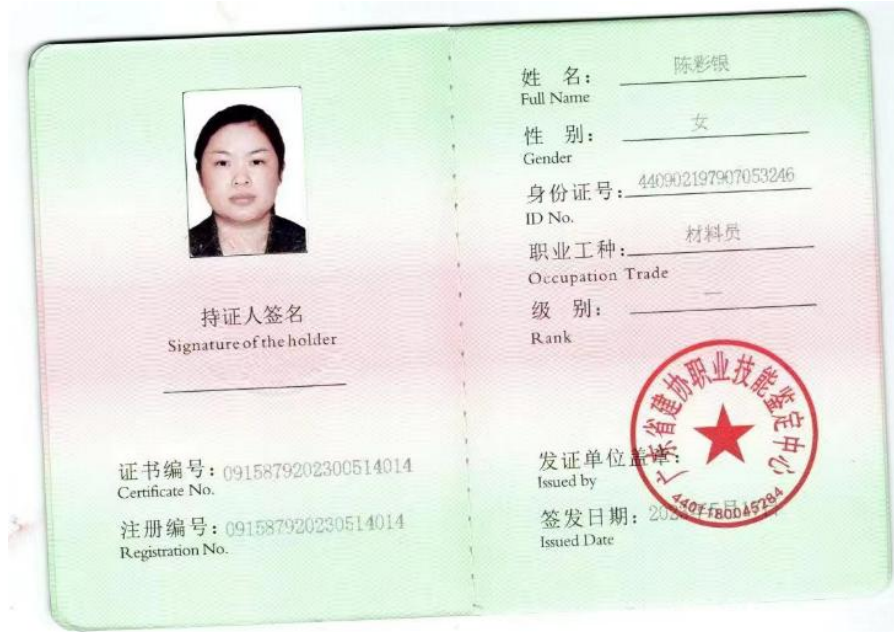 持证人签名
Signature of the holder
证书编号：0915879202300514014
Certificate No.
注册编号：091587920230514014
Registration No.
姓 名： 陈彩银
Full Name
性 别： 女
Gender
身份证号：440902197907053246
ID No.
职业工种： 材料员
Occupation Trade
级 别： 一
Rank
发证单位盖章：
Issued by
签发日期：
Issued Date
广东省建协职业技能鉴定中心
4401180045284